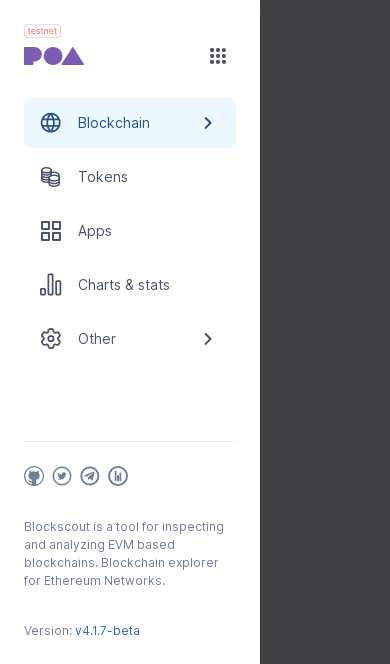 testnet
POA
Blockchain
Tokens
Apps
Charts & stats
Other
Blockscout is a tool for inspecting
and analyzing EVM based
blockchains. Blockchain explorer
for Ethereum Networks.
Version: v4.1.7-beta